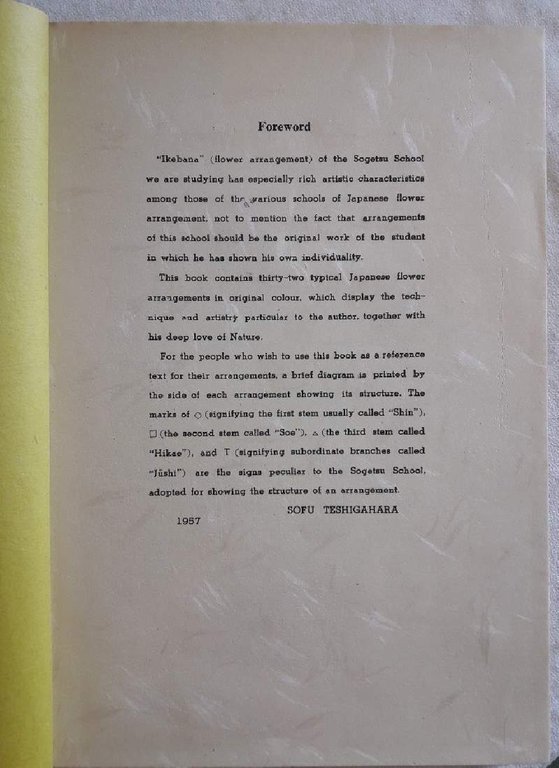 Foreword
"Ikebana" (flower arrangement) of the Sogetsu School
we are studying has especially rich artistic characteristics
among those of the various schools of Japanese flower
arrangement, not to mention the fact that arrangements
of this school should be the original work of the student
in which he has shown his own individuality.
This book contains thirty-two typical Japanese flower
arrangements in original colour, which display the tech-
nique and artistry particular to the author, together with
his deep love of Nature.
For the people who wish to use this book as a reference
text for their arrangements, a brief diagram is printed by
the side of each arrangement showing its structure. The
marks of ○ (signifying the first stem usually called "Shin"),
□ (the second stem called "Soe"), △ (the third stem called
"Hikae"), and T (signifying subordinate branches called
"Jūshi") are the signs peculiar to the Sogetsu School,
adopted for showing the structure of an arrangement.
SOFU TESHIGAHARA
1957